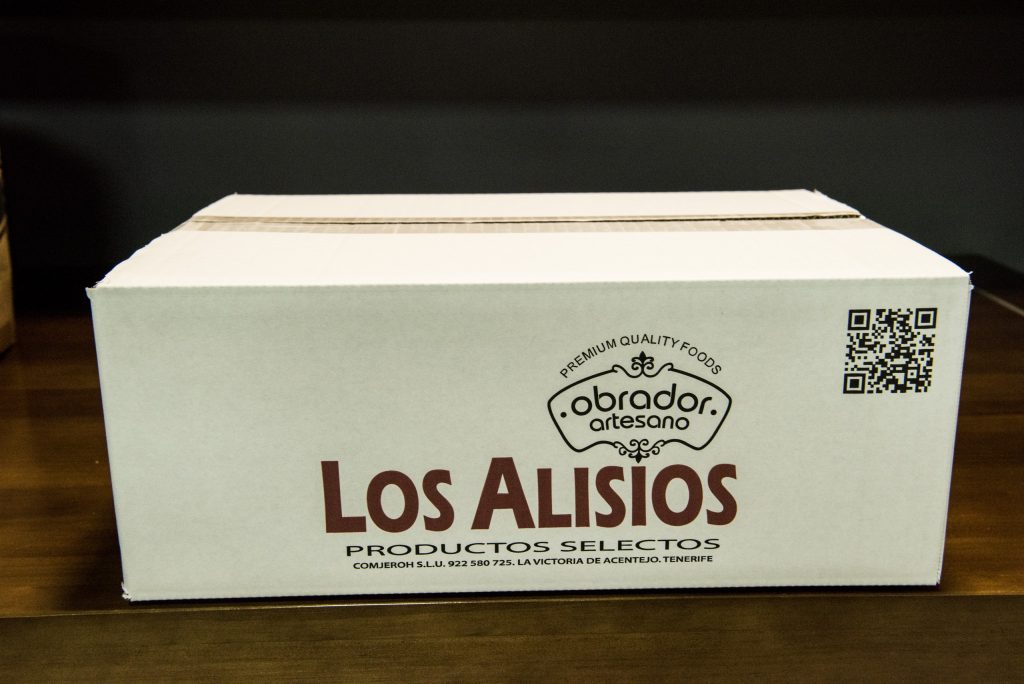 PREMIUM QUALITY FOODS
·obrador·
artesano
LOS ALISIOS
PRODUCTOS SELECTOS
COMJEROH S.L.U. 922 580 725. LA VICTORIA DE ACENTEJO. TENERIFE